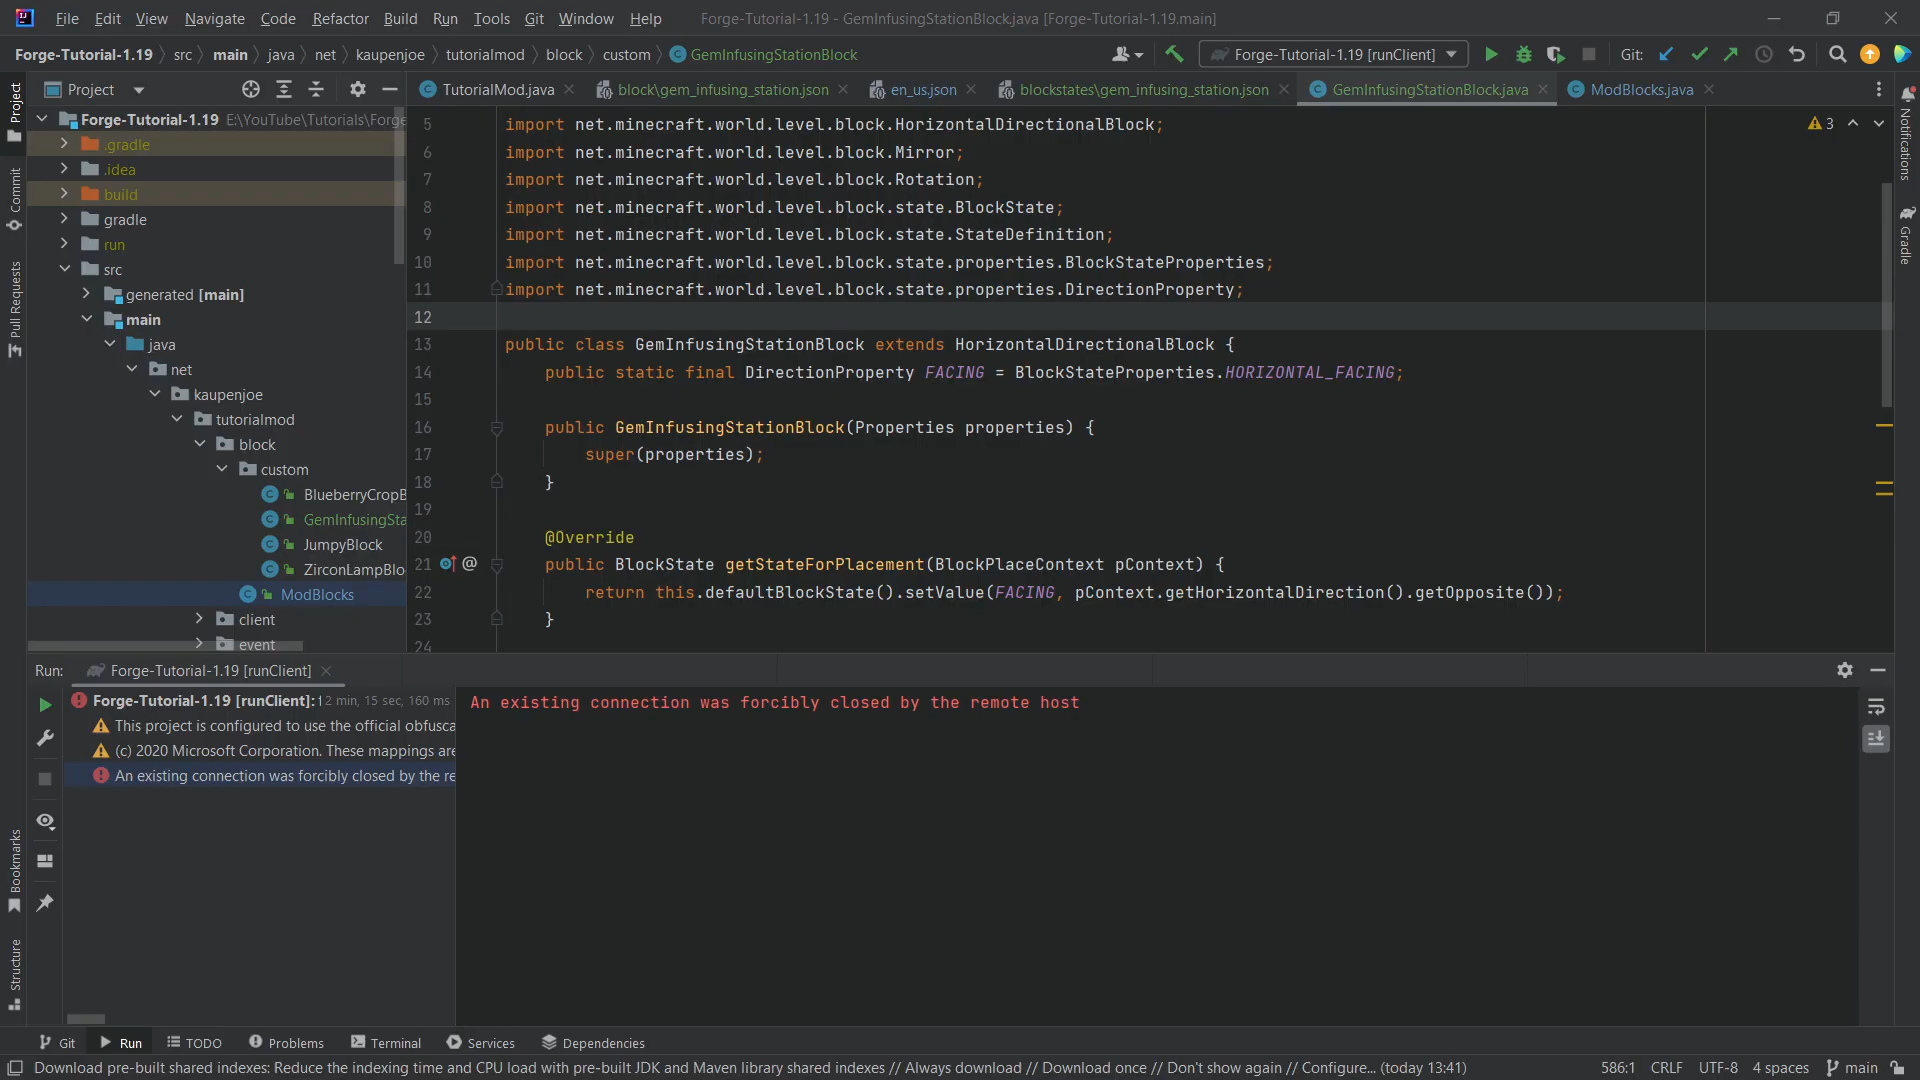 File Edit View Navigate Code Refactor Build Run Tools Git Window Help Forge-Tutorial-1.19 - GemInfusingStationBlock.java [Forge-Tutorial-1.19.main]
Forge-Tutorial-1.19 src main java net kaupenjoe tutorialmod block custom GemInfusingStationBlock Forge-Tutorial-1.19 [runClient] Git:
Project TutorialMod.java block\gem_infusing_station.json en_us.json blockstates\gem_infusing_station.json GemInfusingStationBlock.java ModBlocks.java
Project
Commit
Pull Requests
Bookmarks
Structure
Notifications
Gradle
Forge-Tutorial-1.19 E:\YouTube\Tutorials\Forge
.gradle
.idea
build
gradle
run
src
generated [main]
main
java
net
kaupenjoe
tutorialmod
block
custom
BlueberryCropB
GemInfusingSta
JumpyBlock
ZirconLampBlo
ModBlocks
client
event
3
5 import net.minecraft.world.level.block.HorizontalDirectionalBlock;
6 import net.minecraft.world.level.block.Mirror;
7 import net.minecraft.world.level.block.Rotation;
8 import net.minecraft.world.level.block.state.BlockState;
9 import net.minecraft.world.level.block.state.StateDefinition;
10 import net.minecraft.world.level.block.state.properties.BlockStateProperties;
11 import net.minecraft.world.level.block.state.properties.DirectionProperty;
12
13 public class GemInfusingStationBlock extends HorizontalDirectionalBlock {
14 public static final DirectionProperty FACING = BlockStateProperties.HORIZONTAL_FACING;
15
16 public GemInfusingStationBlock(Properties properties) {
17 super(properties);
18 }
19
20 @Override
21 @ public BlockState getStateForPlacement(BlockPlaceContext pContext) {
22 return this.defaultBlockState().setValue(FACING, pContext.getHorizontalDirection().getOpposite());
23 }
24
Run: Forge-Tutorial-1.19 [runClient]
Forge-Tutorial-1.19 [runClient]: 12 min, 15 sec, 160 ms
This project is configured to use the official obfusca
(c) 2020 Microsoft Corporation. These mappings are
An existing connection was forcibly closed by the re
An existing connection was forcibly closed by the remote host
Git Run TODO Problems Terminal Services Dependencies
Download pre-built shared indexes: Reduce the indexing time and CPU load with pre-built JDK and Maven library shared indexes // Always download // Download once // Don't show again // Configure... (today 13:41) 586:1 CRLF UTF-8 4 spaces main